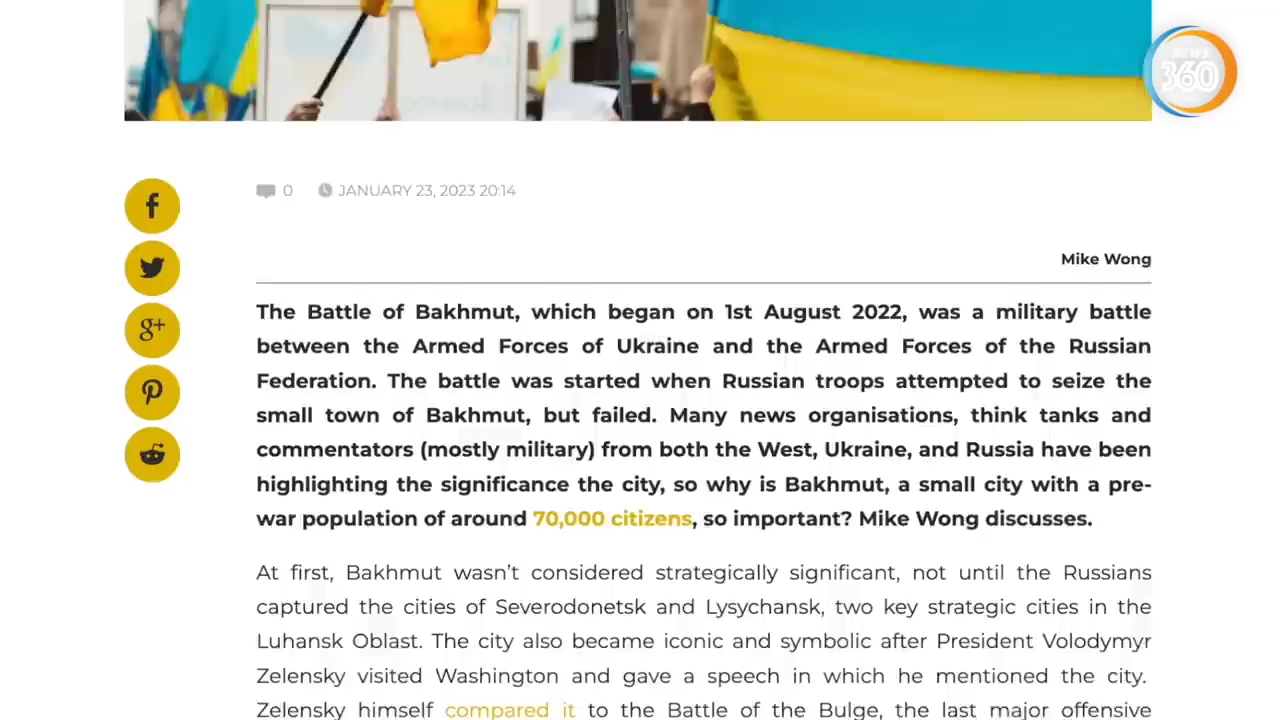 NEWS
360
0 JANUARY 23, 2023 20:14
Mike Wong
The Battle of Bakhmut, which began on 1st August 2022, was a military battle
between the Armed Forces of Ukraine and the Armed Forces of the Russian
Federation. The battle was started when Russian troops attempted to seize the
small town of Bakhmut, but failed. Many news organisations, think tanks and
commentators (mostly military) from both the West, Ukraine, and Russia have been
highlighting the significance the city, so why is Bakhmut, a small city with a pre-
war population of around 70,000 citizens, so important? Mike Wong discusses.
At first, Bakhmut wasn't considered strategically significant, not until the Russians
captured the cities of Severodonetsk and Lysychansk, two key strategic cities in the
Luhansk Oblast. The city also became iconic and symbolic after President Volodymyr
Zelensky visited Washington and gave a speech in which he mentioned the city.
Zelensky himself compared it to the Battle of the Bulge, the last major offensive